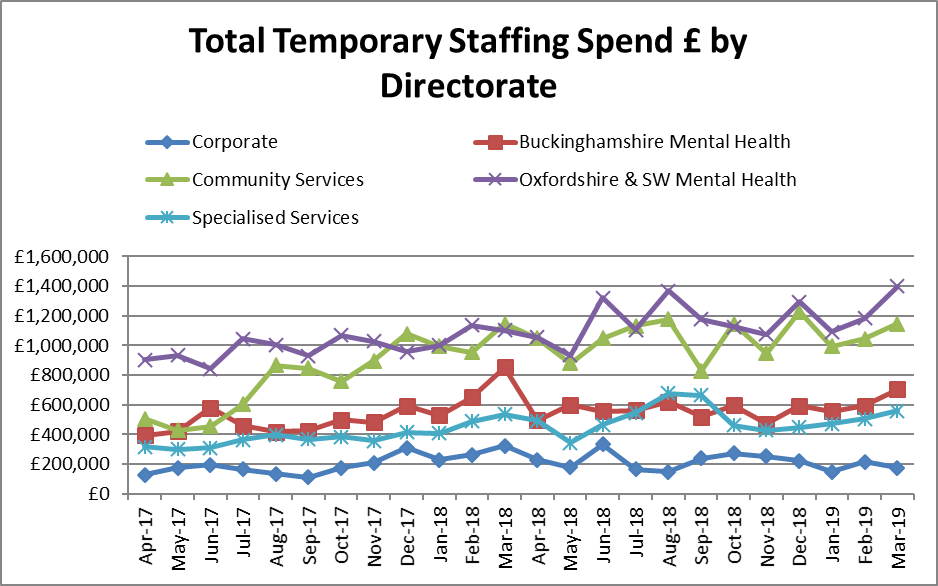 Total Temporary Staffing Spend £ by
Directorate
Corporate
Buckinghamshire Mental Health
Community Services
Oxfordshire & SW Mental Health
Specialised Services
£1,600,000
£1,400,000
£1,200,000
£1,000,000
£800,000
£600,000
£400,000
£200,000
£0
Apr-17
May-17
Jun-17
Jul-17
Aug-17
Sep-17
Oct-17
Nov-17
Dec-17
Jan-18
Feb-18
Mar-18
Apr-18
May-18
Jun-18
Jul-18
Aug-18
Sep-18
Oct-18
Nov-18
Dec-18
Jan-19
Feb-19
Mar-19